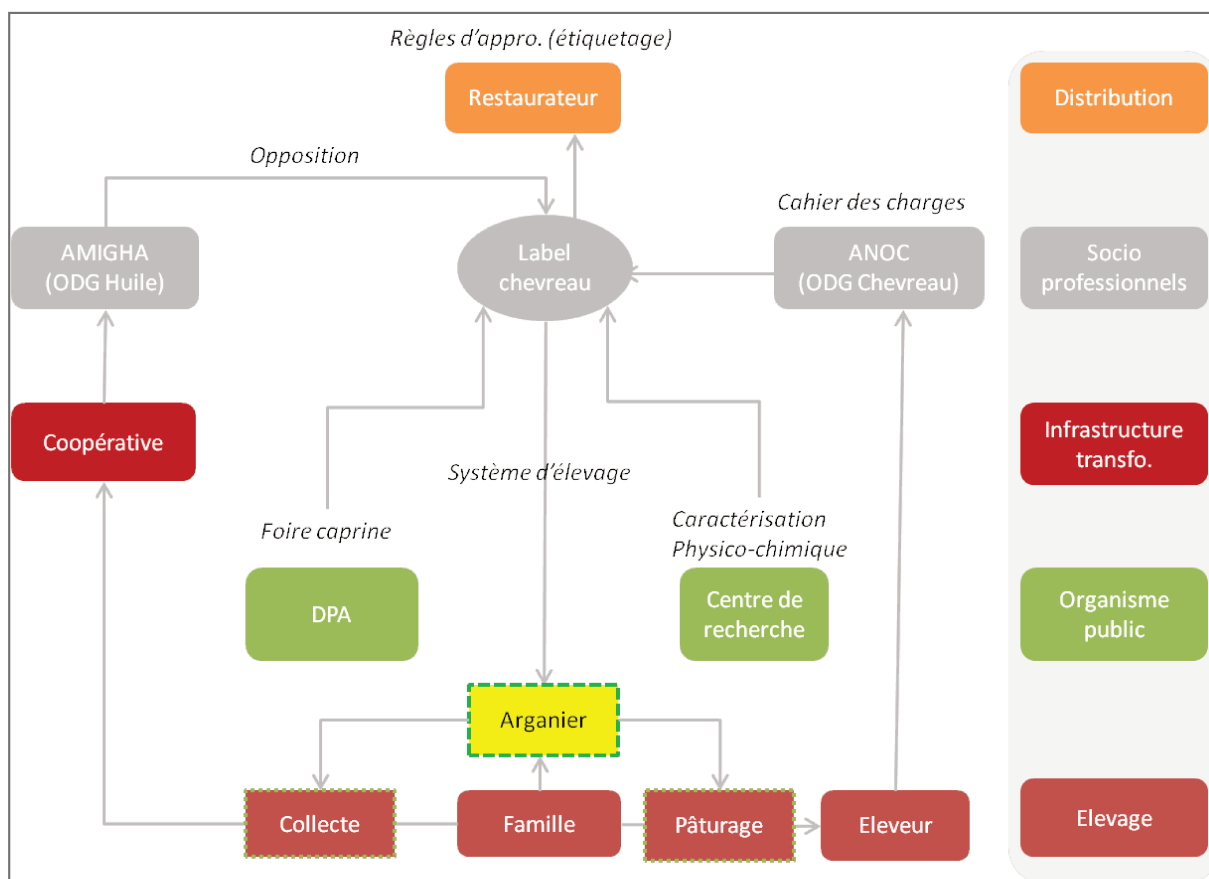 Règles d'appro. (étiquetage)
Restaurateur
Distribution
Opposition
Cahier des charges
AMIGHA
(ODG Huile)
Label
chevreau
ANOC
(ODG Chevreau)
Socio
professionnels
Coopérative
Infrastructure
transfo.
Système d'élevage
Foire caprine
Caractérisation
Physico-chimique
DPA
Centre de
recherche
Organisme
public
Arganier
Collecte
Famille
Pâturage
Eleveur
Elevage